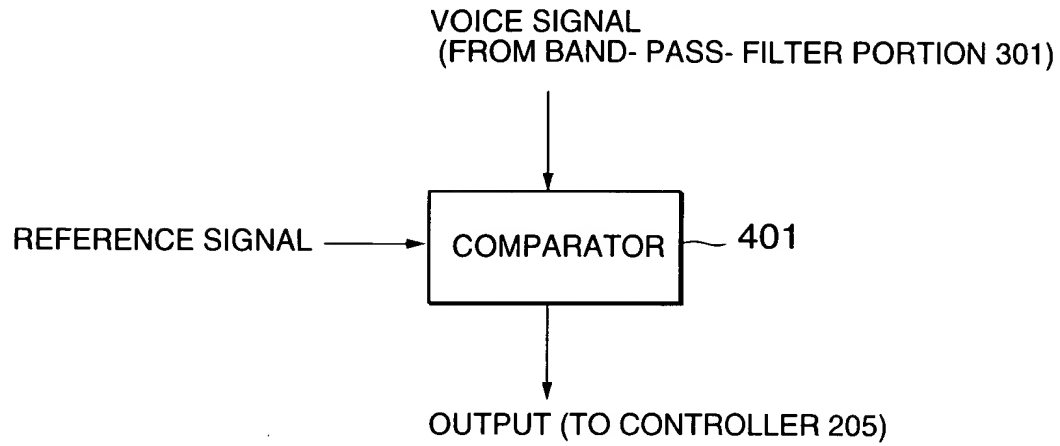 VOICE SIGNAL
(FROM BAND- PASS- FILTER PORTION 301)
REFERENCE SIGNAL
COMPARATOR
401
OUTPUT (TO CONTROLLER 205)